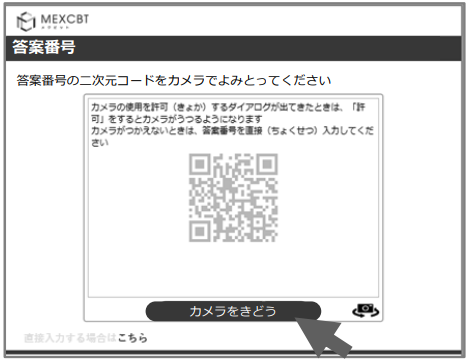 MEXCBT
メクビット
答案番号
答案番号の二次元コードをカメラでよみとってください
カメラの使用を許可（きょか）するダイアログが出てきたときは、「許
可」をするとカメラがうつるようになります
カメラがつかえないときは、答案番号を直接（ちょくせつ）入力してくだ
さい
カメラをきどう
直接入力する場合はこちら